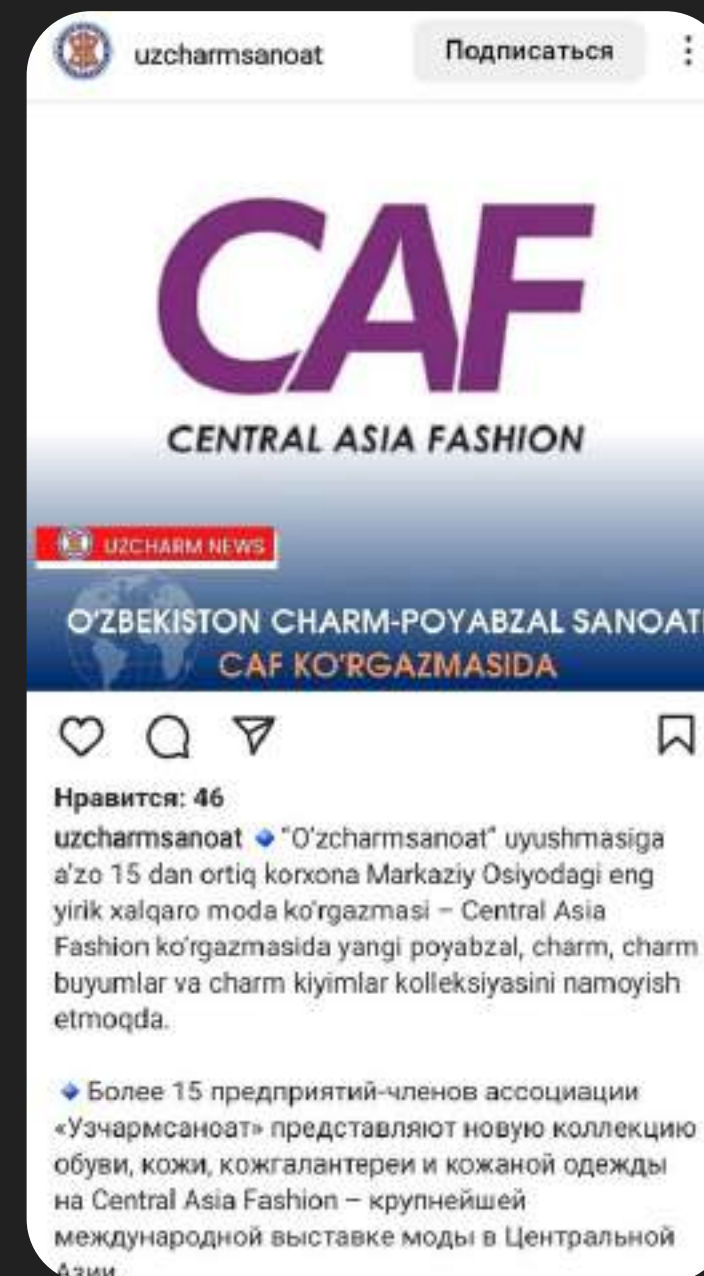 uzcharmsanoat
Подписаться
CAF
CENTRAL ASIA FASHION
UZCHARM NEWS
O'ZBEKISTON CHARM-POYABZAL SANOATI
CAF KO'RGAZMASIDA
Нравится: 46
uzcharmsanoat 🔹 "O'zcharmsanoat" uyushmasiga
a'zo 15 dan ortiq korxona Markaziy Osiyodagi eng
yirik xalqaro moda ko'rgazmasi – Central Asia
Fashion ko'rgazmasida yangi poyabzal, charm, charm
buyumlar va charm kiyimlar kolleksiyasini namoyish
etmoqda.
🔹 Более 15 предприятий-членов ассоциации
«Узчармсаноат» представляют новую коллекцию
обуви, кожи, кожгалантереи и кожаной одежды
на Central Asia Fashion – крупнейшей
международной выставке моды в Центральной
Азии